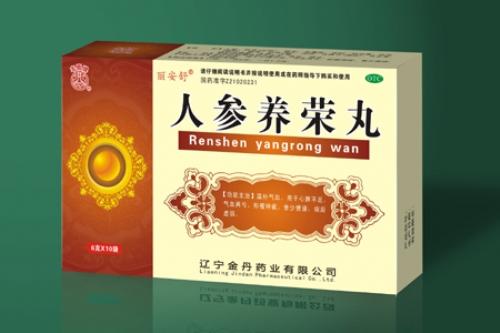 丽安舒®
请仔细阅读说明书并按说明使用或在药师指导下购买和使用
国药准字Z21020231
OTC
人参养荣丸
Renshen yangrong wan
【功能主治】温补气血。用于心脾不足,
气血两亏,形瘦神疲,食少便溏,病后
虚弱。
6克X10袋
辽宁金丹药业有限公司
Liaoning Jindan Pharmaceutical Co.,Ltd.